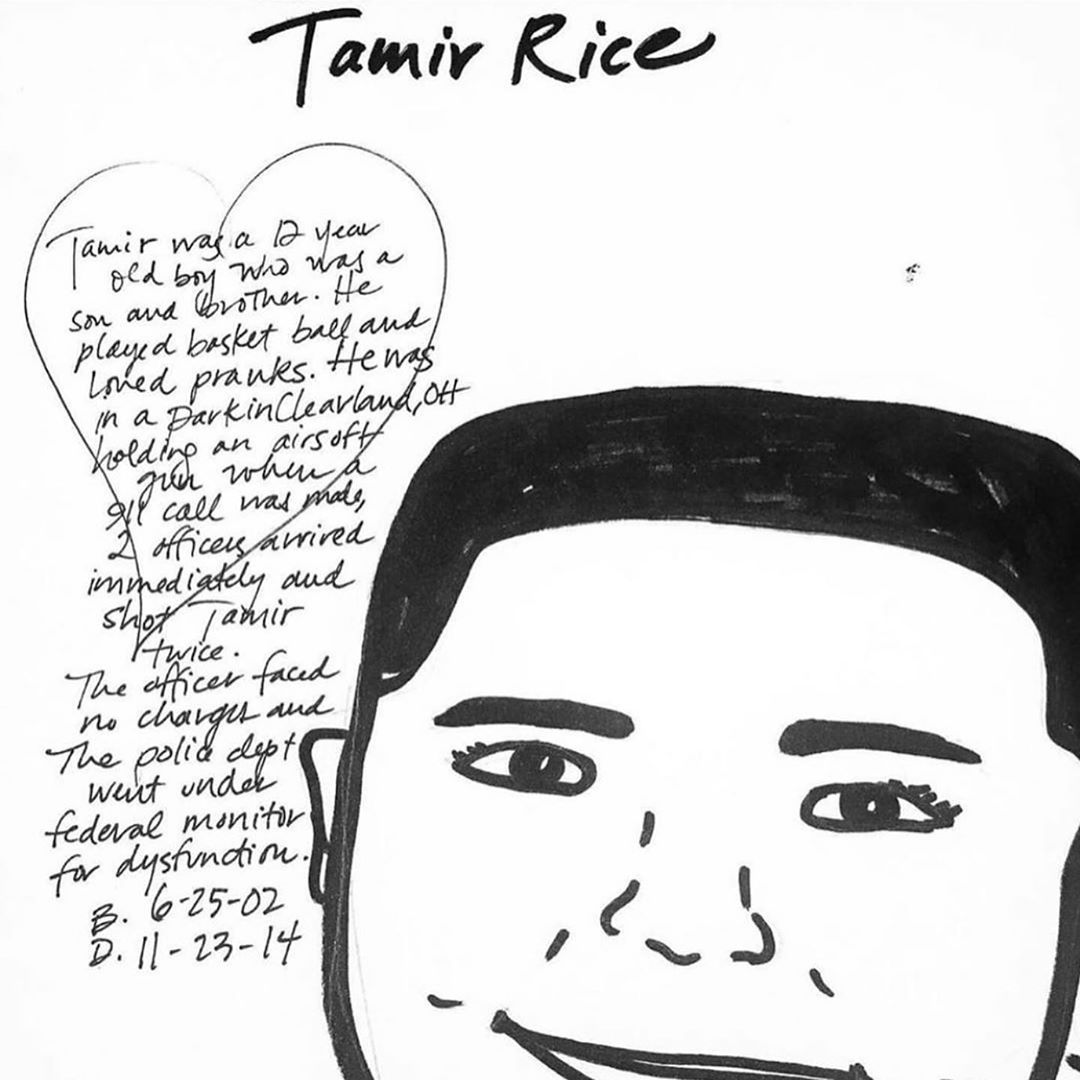 Tamir Rice
Tamir was a 12 year
old boy who was a
son and brother. He
played basket ball and
loved pranks. He was
in a park in Clearland, OH
holding an airsoft
gun when a
911 call was made,
2 officers arrived
immediately and
shot Tamir
twice.
The officer faced
no charges and
The police dept
went under
federal monitor
for dysfunction.
B. 6-25-02
D. 11-23-14